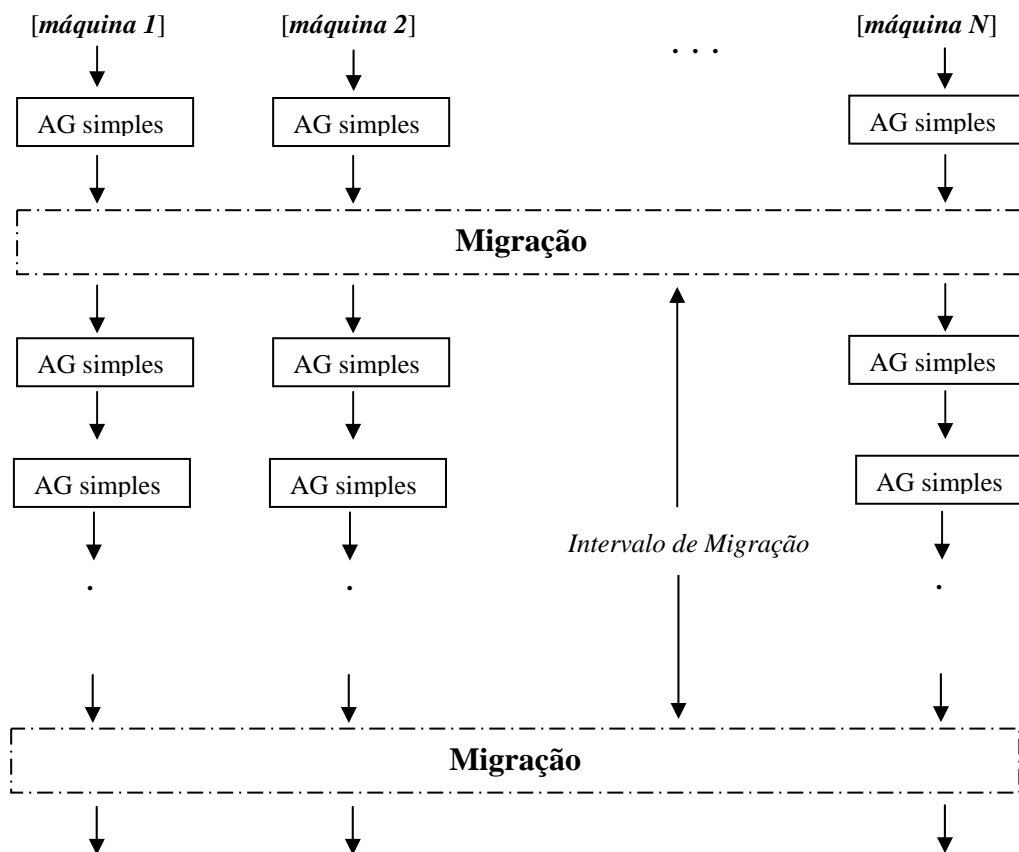 [máquina 1] [máquina 2] . . . [máquina N]
AG simples AG simples AG simples
Migração
AG simples AG simples AG simples
AG simples AG simples AG simples
Intervalo de Migração
. . .
Migração